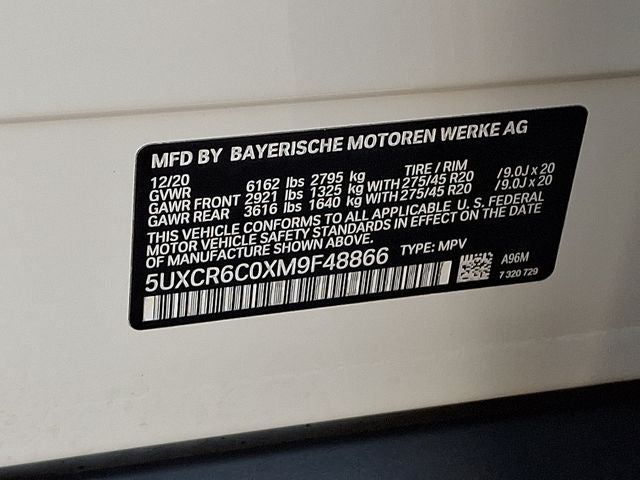 MFD BY BAYERISCHE MOTOREN WERKE AG
12/20 TIRE / RIM
GVWR 6162 lbs 2795 kg
GAWR FRONT 2921 lbs 1325 kg WITH 275/45 R20 / 9.0J x 20
GAWR REAR 3616 lbs 1640 kg WITH 275/45 R20 / 9.0J x 20
THIS VEHICLE CONFORMS TO ALL APPLICABLE U. S. FEDERAL
MOTOR VEHICLE SAFETY STANDARDS IN EFFECT ON THE DATE
OF MANUFACTURE SHOWN ABOVE.
5UXCR6C0XM9F48866 TYPE: MPV
A96M
7 320 729